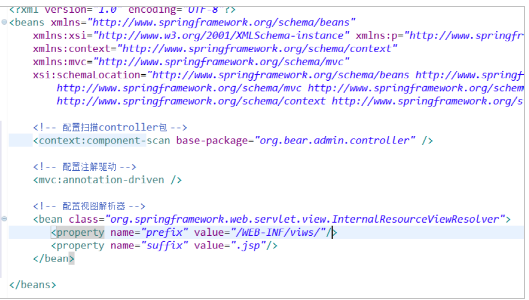 <?xml version="1.0" encoding="UTF-8"?>
<beans xmlns="http://www.springframework.org/schema/beans"
xmlns:xsi="http://www.w3.org/2001/XMLSchema-instance" xmlns:p="http://www.springfr
xmlns:context="http://www.springframework.org/schema/context"
xmlns:mvc="http://www.springframework.org/schema/mvc"
xsi:schemaLocation="http://www.springframework.org/schema/beans http://www.springf
http://www.springframework.org/schema/mvc http://www.springframework.org/schem
http://www.springframework.org/schema/context http://www.springframework.org/s
<!-- 配置扫描controller包 -->
<context:component-scan base-package="org.bear.admin.controller" />
<!-- 配置注解驱动 -->
<mvc:annotation-driven />
<!-- 配置视图解析器 -->
<bean class="org.springframework.web.servlet.view.InternalResourceViewResolver">
<property name="prefix" value="/WEB-INF/viws/"/>
<property name="suffix" value=".jsp"/>
</bean>
</beans>